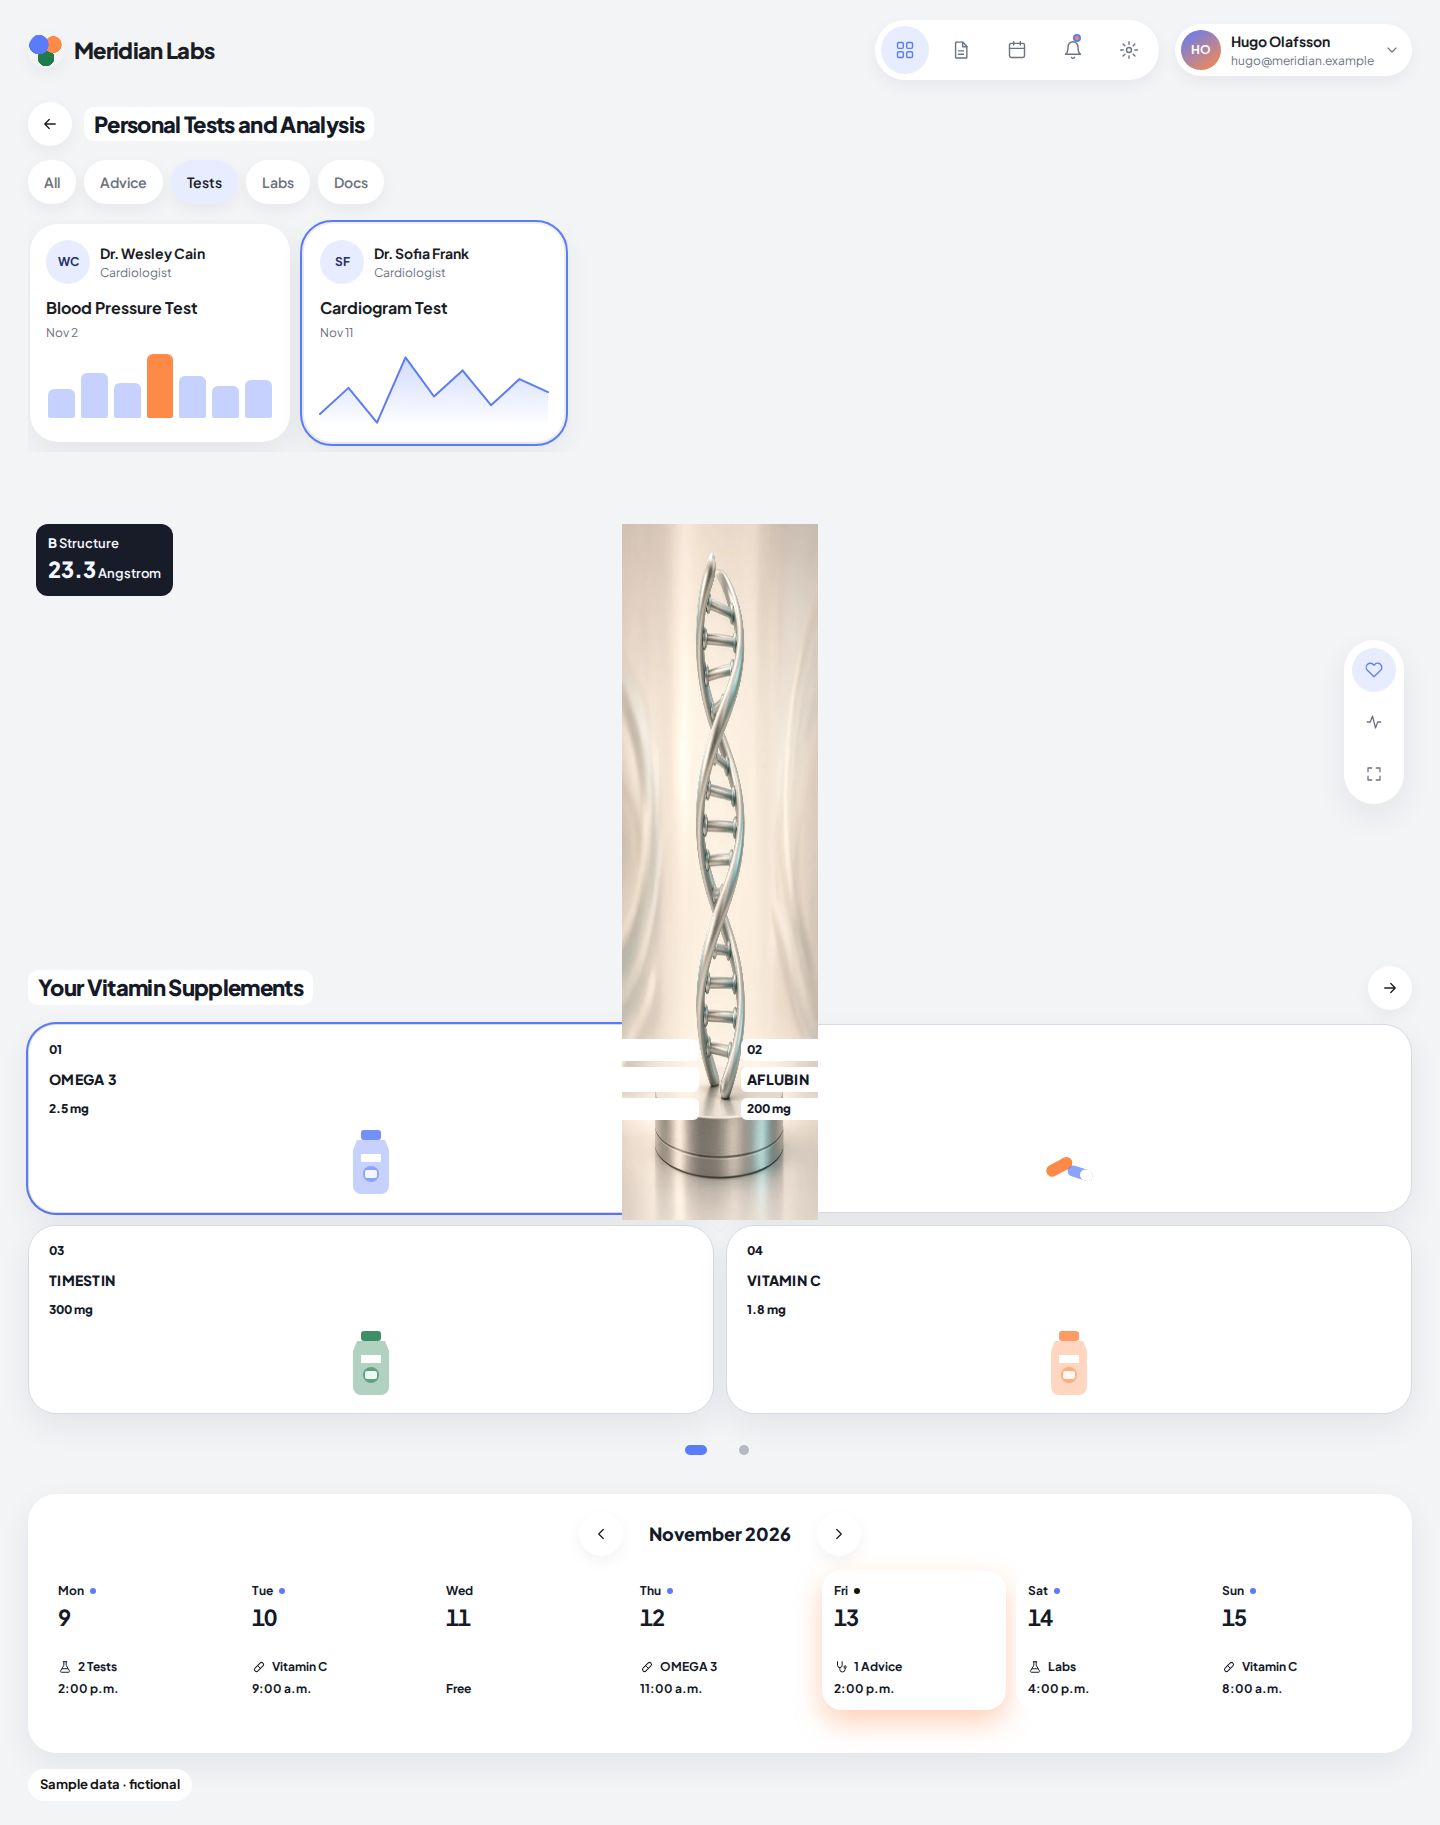 Meridian Labs
HO
Hugo Olafsson
hugo@meridian.example
Personal Tests and Analysis
All
Advice
Tests
Labs
Docs
WC
Dr. Wesley Cain
Cardiologist
Blood Pressure Test
Nov 2
SF
Dr. Sofia Frank
Cardiologist
Cardiogram Test
Nov 11
B Structure
23.3 Angstrom
Your Vitamin Supplements
01
OMEGA 3
2.5 mg
02
AFLUBIN
200 mg
03
TIMESTIN
300 mg
04
VITAMIN C
1.8 mg
November 2026
Mon
9
2 Tests
2:00 p.m.
Tue
10
Vitamin C
9:00 a.m.
Wed
11
Free
Thu
12
OMEGA 3
11:00 a.m.
Fri
13
1 Advice
2:00 p.m.
Sat
14
Labs
4:00 p.m.
Sun
15
Vitamin C
8:00 a.m.
Sample data · fictional